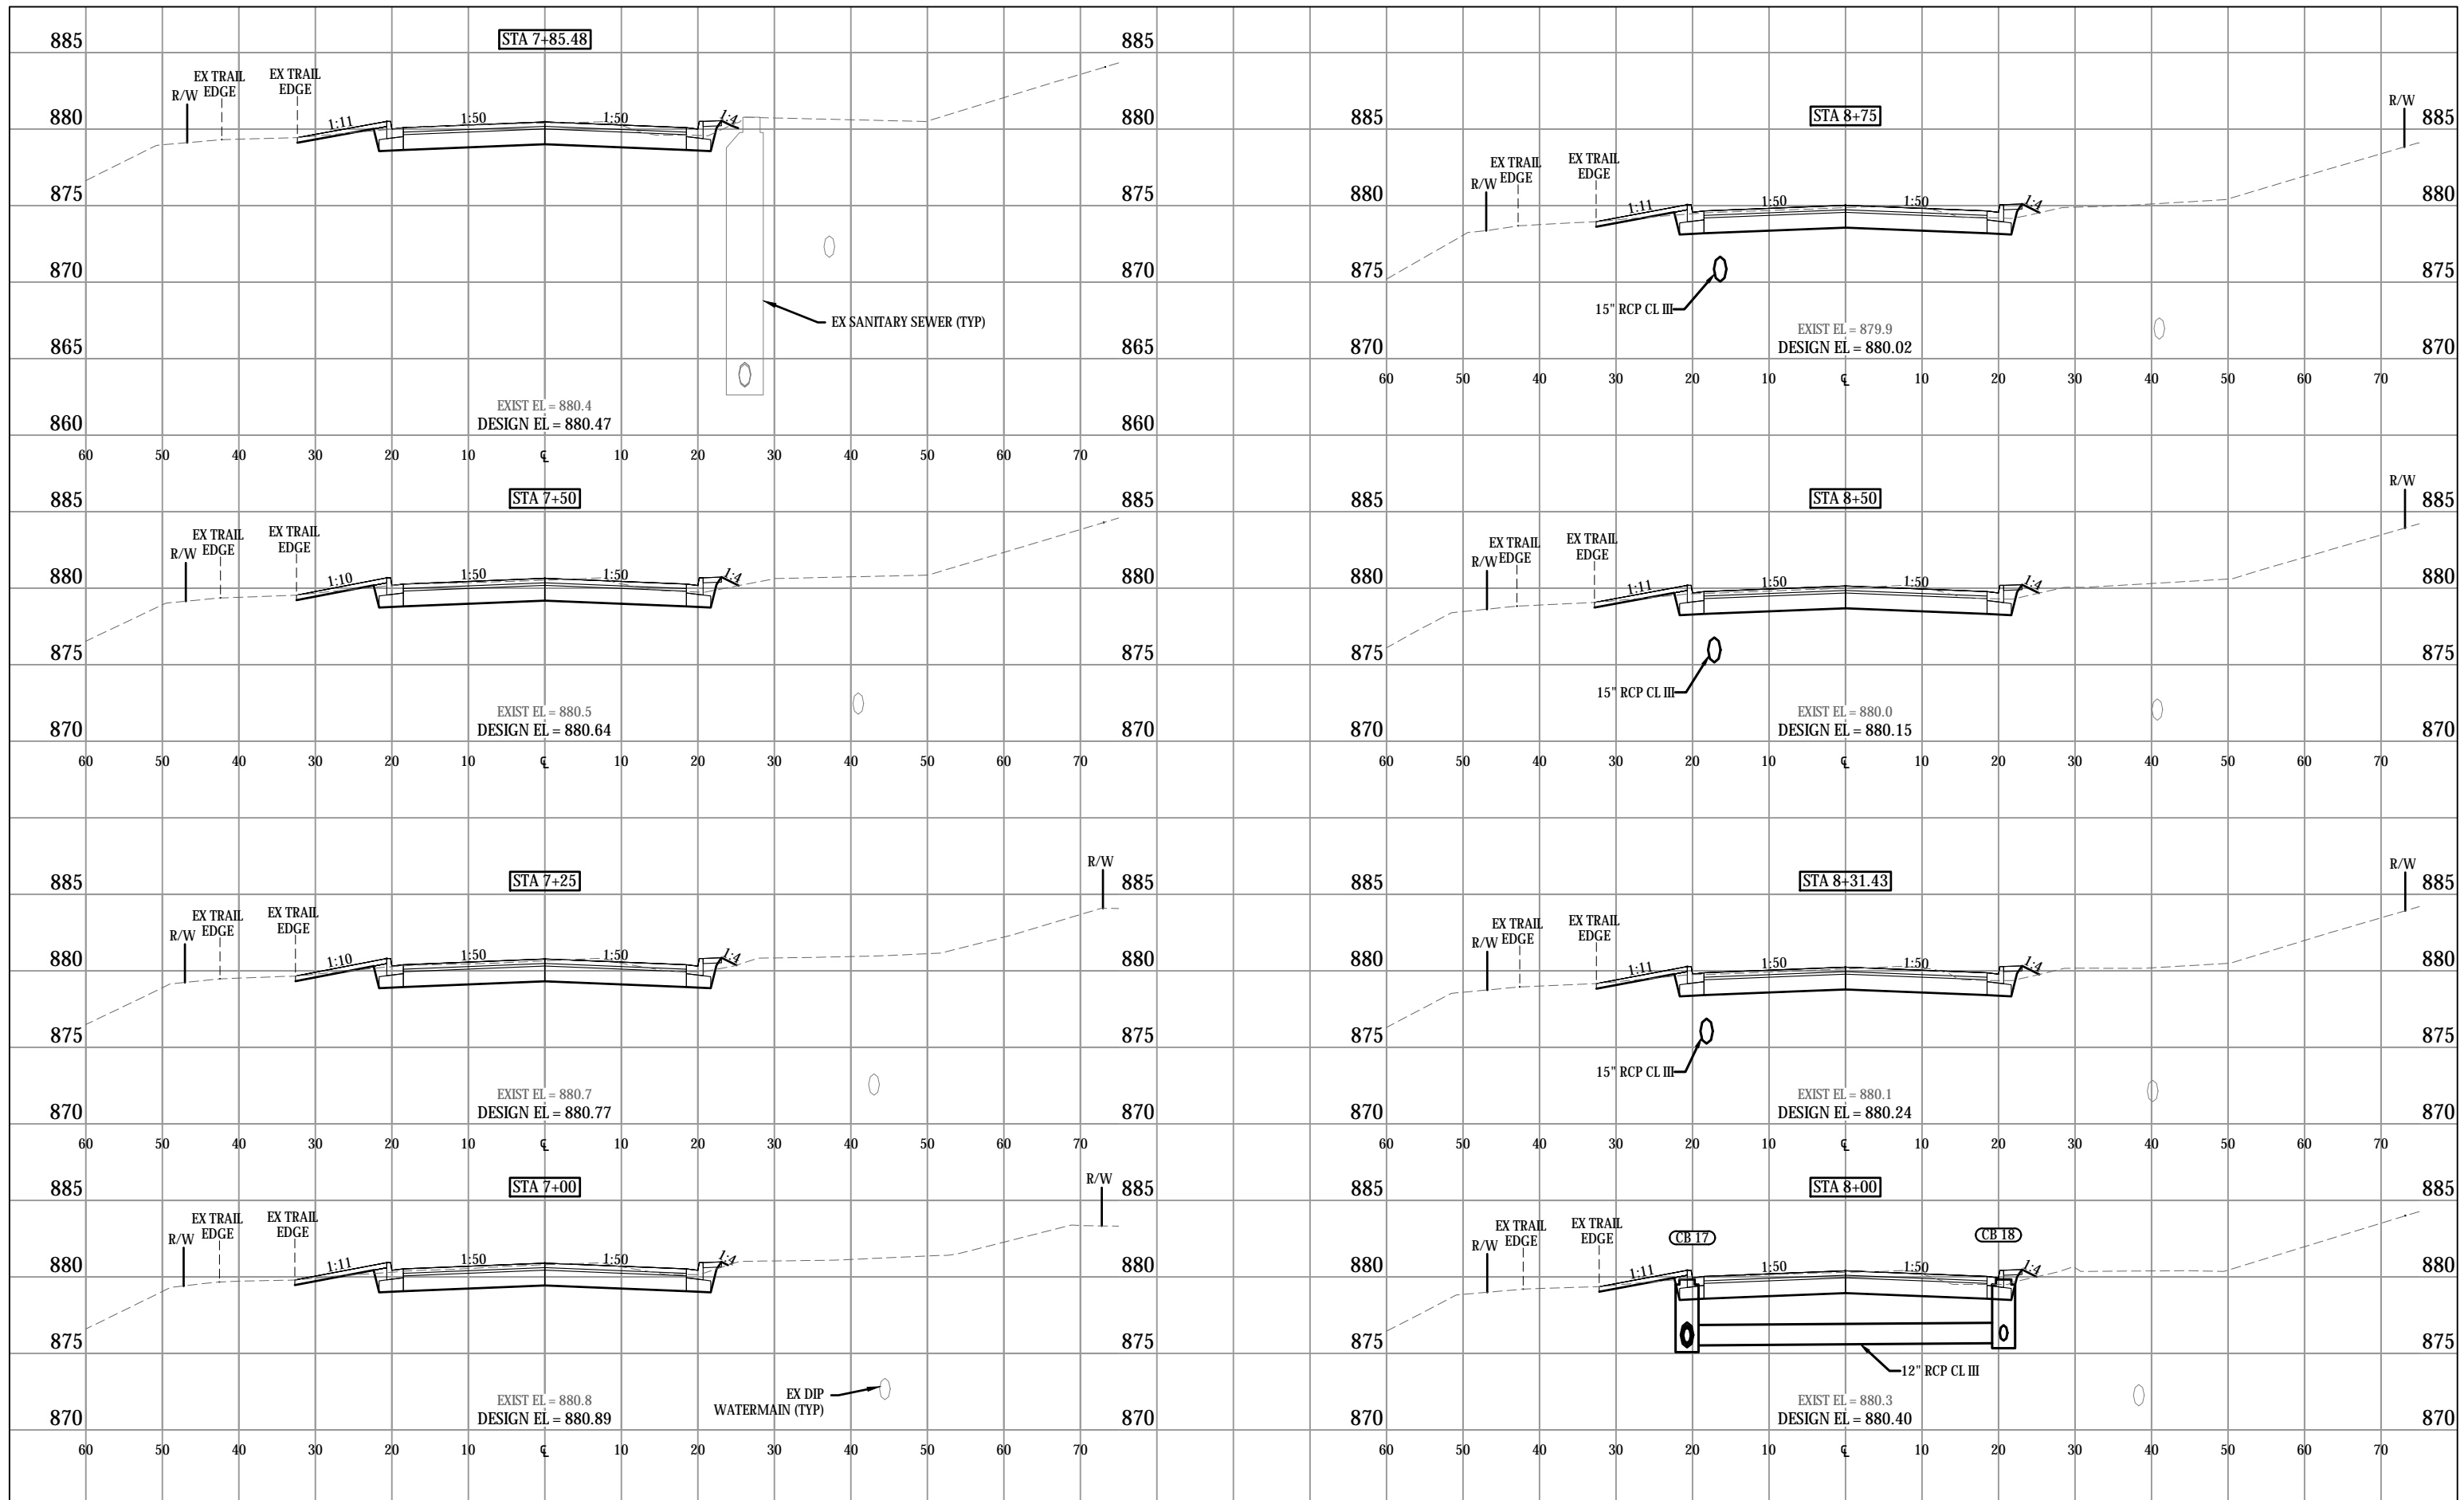 STA 7+85.48
885 885
R/W
EX TRAIL
EDGE
EX TRAIL
EDGE
1:11 1:50 1:50 1:4
880 880
875 875
870 870
EX SANITARY SEWER (TYP)
865 865
EXIST EL = 880.4
DESIGN EL = 880.47
860 860
60 50 40 30 20 10 ℄ 10 20 30 40 50 60 70
STA 7+50
885 885
R/W
EX TRAIL
EDGE
EX TRAIL
EDGE
1:10 1:50 1:50 1:4
880 880
875 875
EXIST EL = 880.5
DESIGN EL = 880.64
870 870
60 50 40 30 20 10 ℄ 10 20 30 40 50 60 70
STA 7+25
R/W
885 885
R/W
EX TRAIL
EDGE
EX TRAIL
EDGE
1:10 1:50 1:50 1:4
880 880
875 875
EXIST EL = 880.7
DESIGN EL = 880.77
870 870
60 50 40 30 20 10 ℄ 10 20 30 40 50 60 70
STA 7+00
R/W
885 885
R/W
EX TRAIL
EDGE
EX TRAIL
EDGE
1:11 1:50 1:50 1:4
880 880
875 875
EX DIP
WATERMAIN (TYP)
EXIST EL = 880.8
DESIGN EL = 880.89
870 870
60 50 40 30 20 10 ℄ 10 20 30 40 50 60 70
STA 8+75
R/W
885 885
R/W
EX TRAIL
EDGE
EX TRAIL
EDGE
1:11 1:50 1:50 1:4
880 880
875 875
15" RCP CL III
EXIST EL = 879.9
DESIGN EL = 880.02
870 870
60 50 40 30 20 10 ℄ 10 20 30 40 50 60 70
STA 8+50
R/W
885 885
R/W
EX TRAIL
EDGE
EX TRAIL
EDGE
1:11 1:50 1:50 1:4
880 880
875 875
15" RCP CL III
EXIST EL = 880.0
DESIGN EL = 880.15
870 870
60 50 40 30 20 10 ℄ 10 20 30 40 50 60 70
STA 8+31.43
R/W
885 885
R/W
EX TRAIL
EDGE
EX TRAIL
EDGE
1:11 1:50 1:50 1:4
880 880
875 875
15" RCP CL III
EXIST EL = 880.1
DESIGN EL = 880.24
870 870
60 50 40 30 20 10 ℄ 10 20 30 40 50 60 70
STA 8+00
885 885
R/W
EX TRAIL
EDGE
EX TRAIL
EDGE
CB 17 CB 18
1:11 1:50 1:50 1:4
880 880
875 875
12" RCP CL III
EXIST EL = 880.3
DESIGN EL = 880.40
870 870
60 50 40 30 20 10 ℄ 10 20 30 40 50 60 70